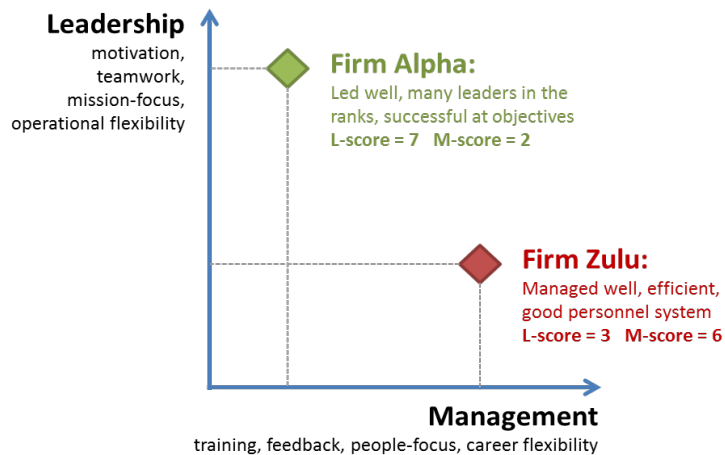 Leadership
motivation,
teamwork,
mission-focus,
operational flexibility
Firm Alpha:
Led well, many leaders in the
ranks, successful at objectives
L-score = 7 M-score = 2
Firm Zulu:
Managed well, efficient,
good personnel system
L-score = 3 M-score = 6
Management
training, feedback, people-focus, career flexibility